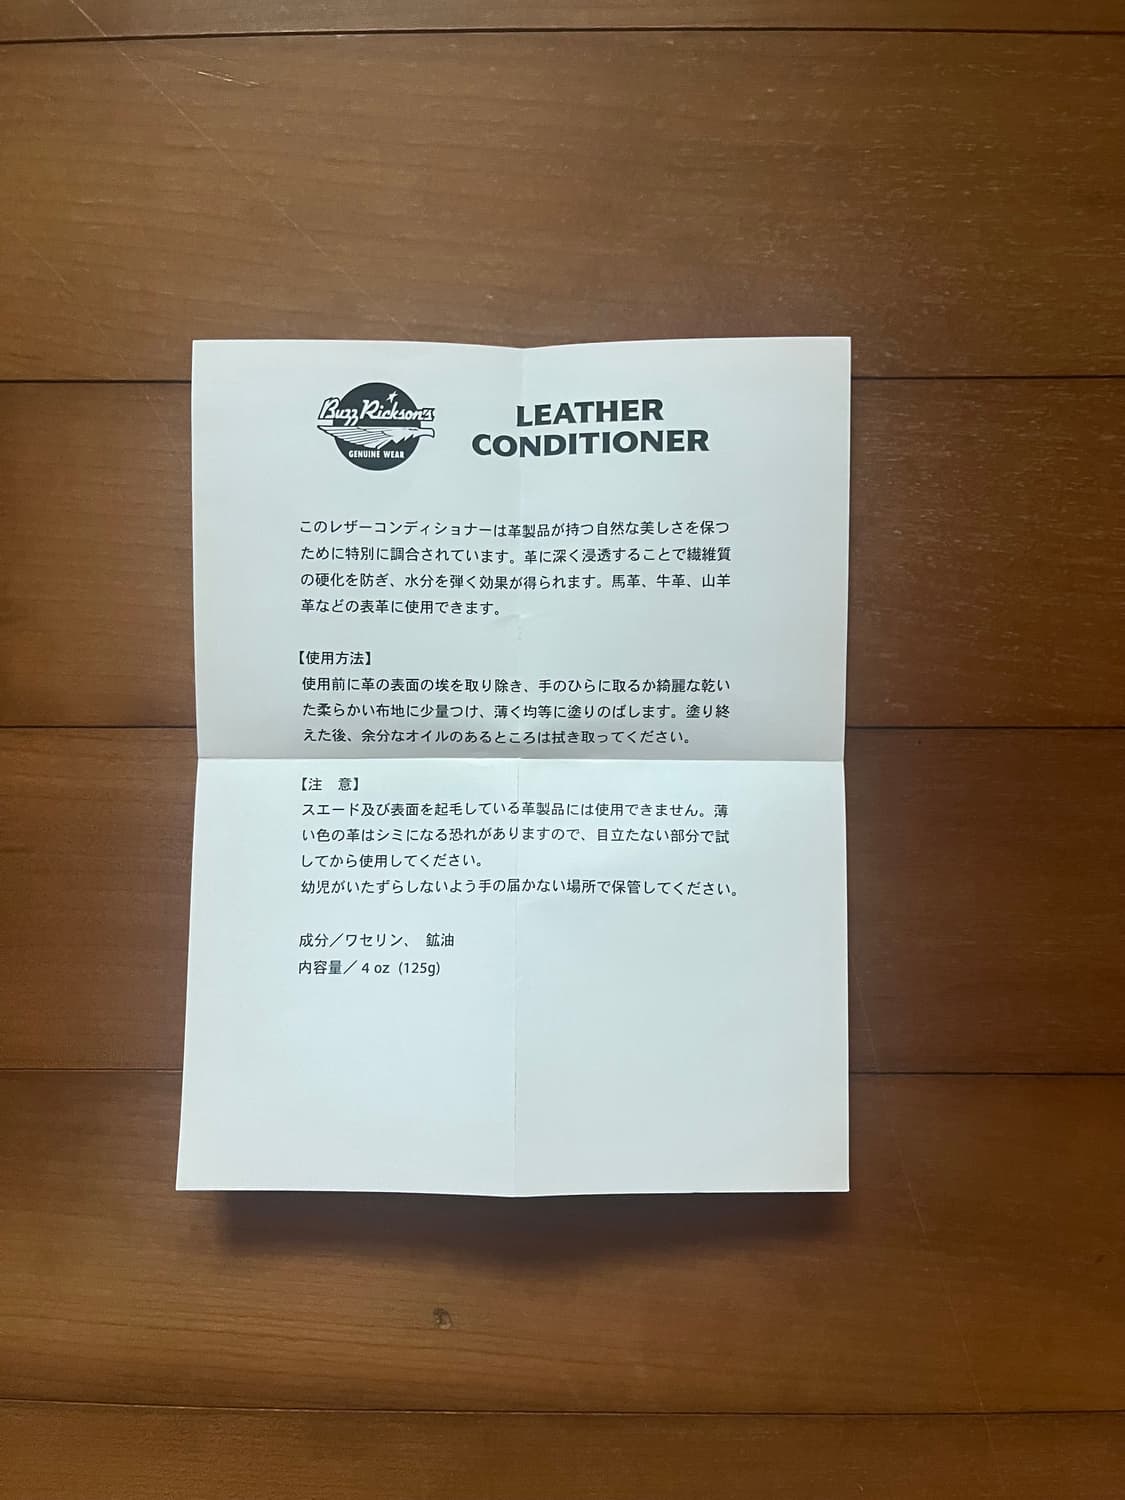 Buzz Rickson's
GENUINE WEAR
LEATHER
CONDITIONER
このレザーコンディショナーは革製品が持つ自然な美しさを保つ
ために特別に調合されています。革に深く浸透することで繊維質
の硬化を防ぎ、水分を弾く効果が得られます。馬革、牛革、山羊
革などの表革に使用できます。
【使用方法】
使用前に革の表面の埃を取り除き、手のひらに取るか綺麗な乾い
た柔らかい布地に少量つけ、薄く均等に塗りのばします。塗り終
えた後、余分なオイルのあるところは拭き取ってください。
【注　意】
スエード及び表面を起毛している革製品には使用できません。薄
い色の革はシミになる恐れがありますので、目立たない部分で試
してから使用してください。
幼児がいたずらしないよう手の届かない場所で保管してください。
成分／ワセリン、 鉱油
内容量／ 4 oz (125g)